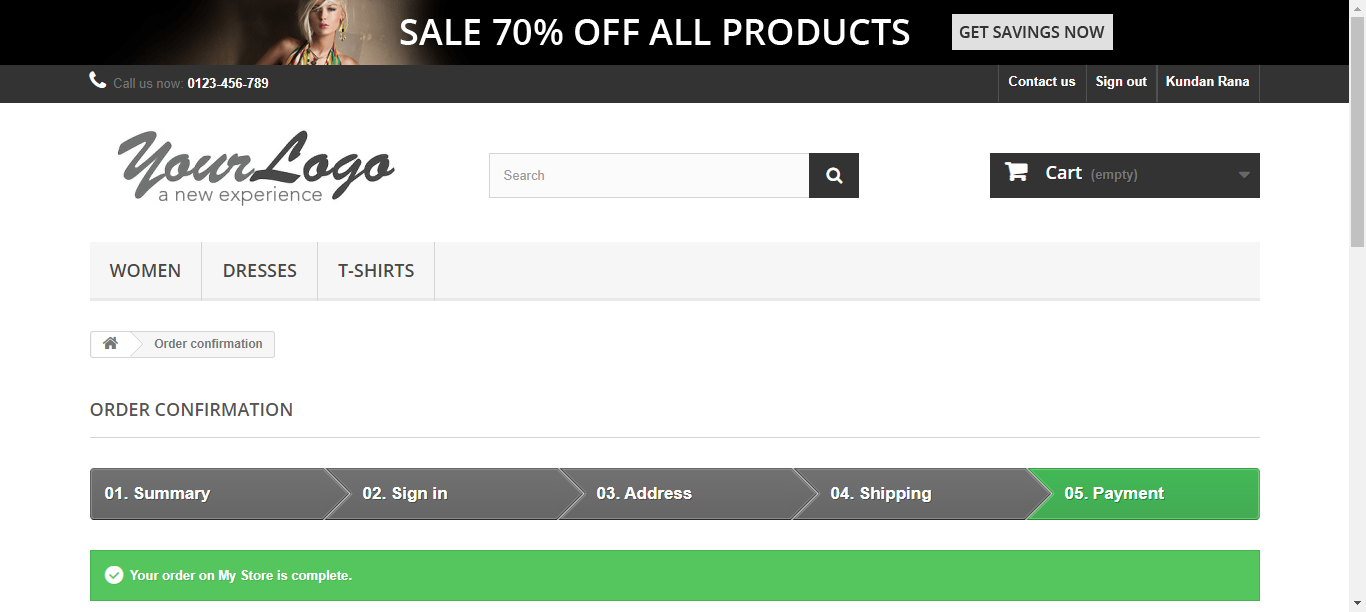 SALE 70% OFF ALL PRODUCTS GET SAVINGS NOW
Call us now: 0123-456-789 Contact us Sign out Kundan Rana
Your Logo
a new experience
Search
Cart (empty)
WOMEN DRESSES T-SHIRTS
Order confirmation
ORDER CONFIRMATION
01. Summary 02. Sign in 03. Address 04. Shipping 05. Payment
Your order on My Store is complete.